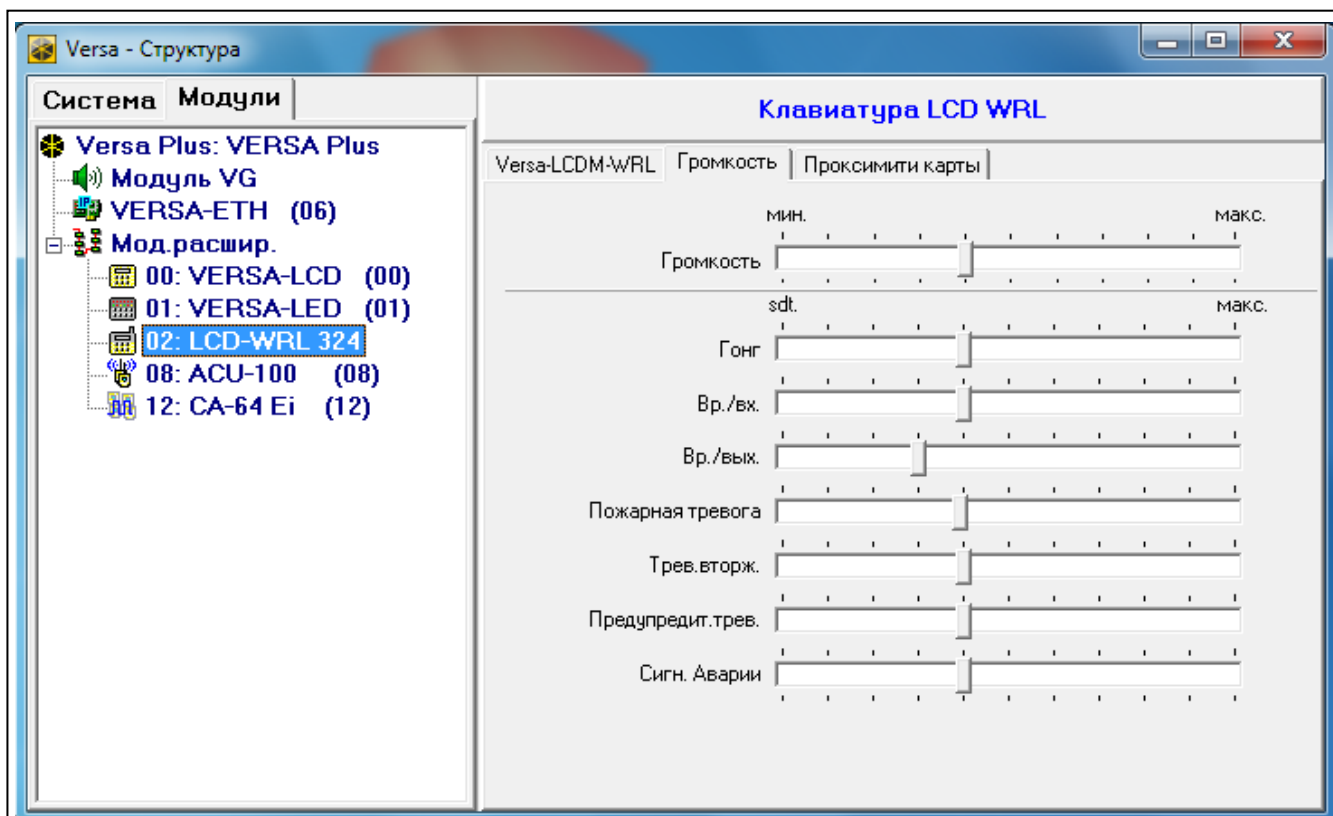 Versa - Структура
Система Модули
Versa Plus: VERSA Plus
Модуль VG
VERSA-ETH (06)
Мод.расшир.
00: VERSA-LCD (00)
01: VERSA-LED (01)
02: LCD-WRL 324
08: ACU-100 (08)
12: CA-64 Ei (12)
Клавиатура LCD WRL
Versa-LCDM-WRL Громкость Проксимити карты
мин. макс.
Громкость
sdt. макс.
Гонг
Вр./вх.
Вр./вых.
Пожарная тревога
Трев.вторж.
Предупредит.трев.
Сигн. Аварии